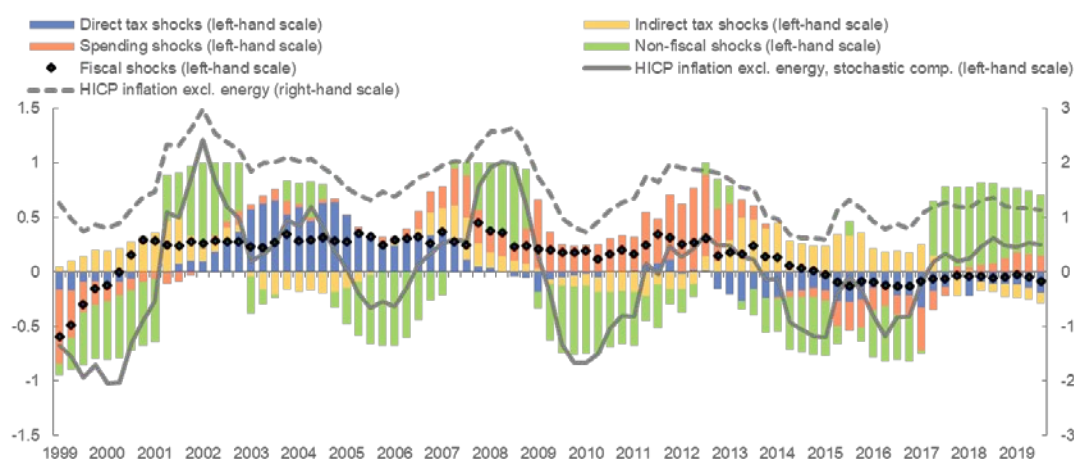 Direct tax shocks (left-hand scale)
Indirect tax shocks (left-hand scale)
Spending shocks (left-hand scale)
Non-fiscal shocks (left-hand scale)
Fiscal shocks (left-hand scale)
HICP inflation excl. energy, stochastic comp. (left-hand scale)
HICP inflation excl. energy (right-hand scale)
1.5 3
1 2
0.5 1
0 0
-0.5 -1
-1 -2
-1.5 -3
1999 2000 2001 2002 2003 2004 2005 2006 2007 2008 2009 2010 2011 2012 2013 2014 2015 2016 2017 2018 2019